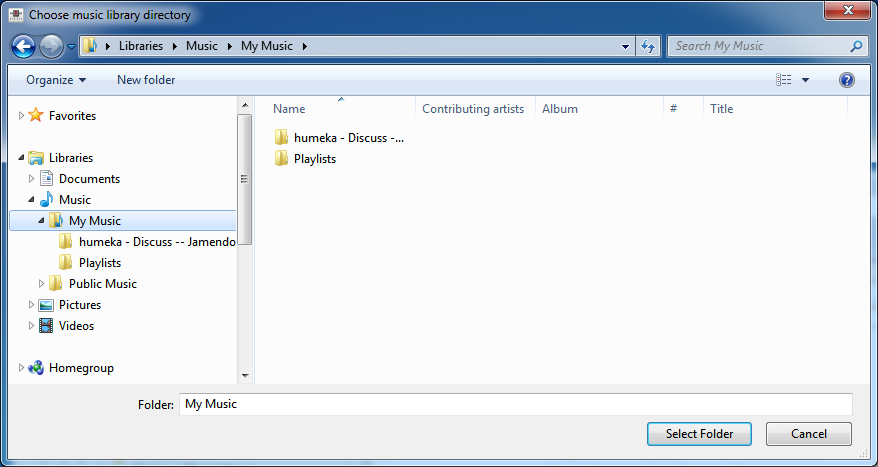 Choose music library directory
Libraries Music My Music
Search My Music
Organize New folder
Name Contributing artists Album # Title
humeka - Discuss -...
Playlists
Favorites
Libraries
Documents
Music
My Music
humeka - Discuss -- Jamendo
Playlists
Public Music
Pictures
Videos
Homegroup
Folder: My Music
Select Folder Cancel